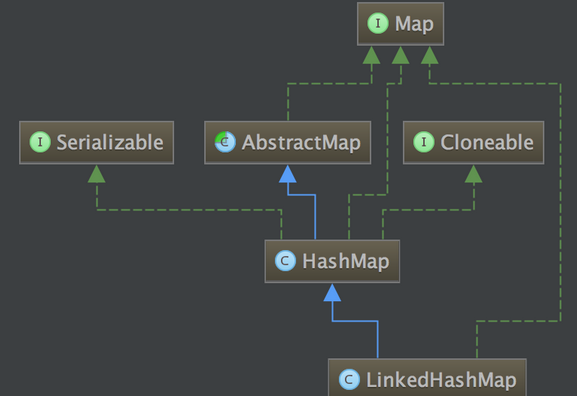 I Map
I Serializable
C AbstractMap
I Cloneable
C HashMap
C LinkedHashMap